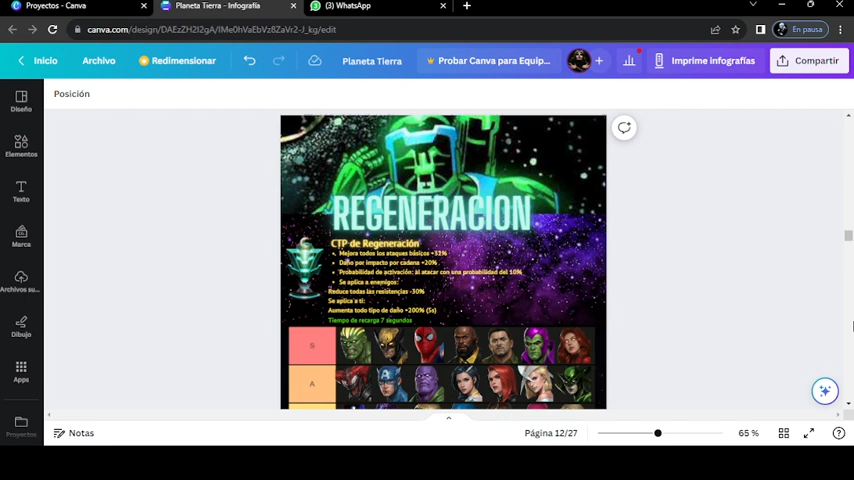 Proyectos - Canva
Planeta Tierra - Infografía
(3) WhatsApp
canva.com/design/DAEzZH2I2gA/IMe0hVaEbVz8ZaVr2-J_kg/edit
En pausa
Inicio
Archivo
Redimensionar
Planeta Tierra
Probar Canva para Equip...
Imprime infografías
Compartir
Posición
Diseño
Elementos
Texto
Marca
Archivos su...
Dibujo
Apps
Proyectos
REGENERACION
CTP de Regeneración
• Mejora todos los ataques básicos +32%
• Daño por impacto por cadena +20%
• Probabilidad de activación: al atacar con una probabilidad del 10%
• Se aplica a enemigos:
Reduce todas las resistencias -30%
Se aplica a ti:
Aumenta todo tipo de daño +200% (5s)
Tiempo de recarga 7 segundos
S
A
Notas
Página 12/27
65 %